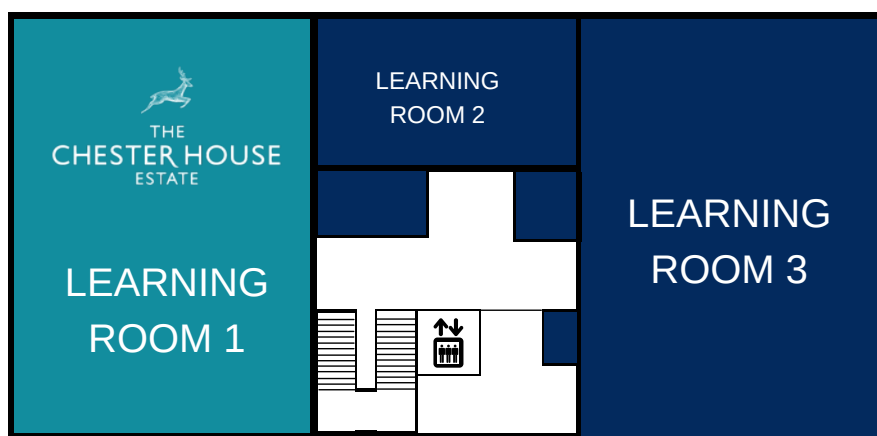 THE
CHESTER HOUSE
ESTATE
LEARNING
ROOM 1
LEARNING
ROOM 2
LEARNING
ROOM 3